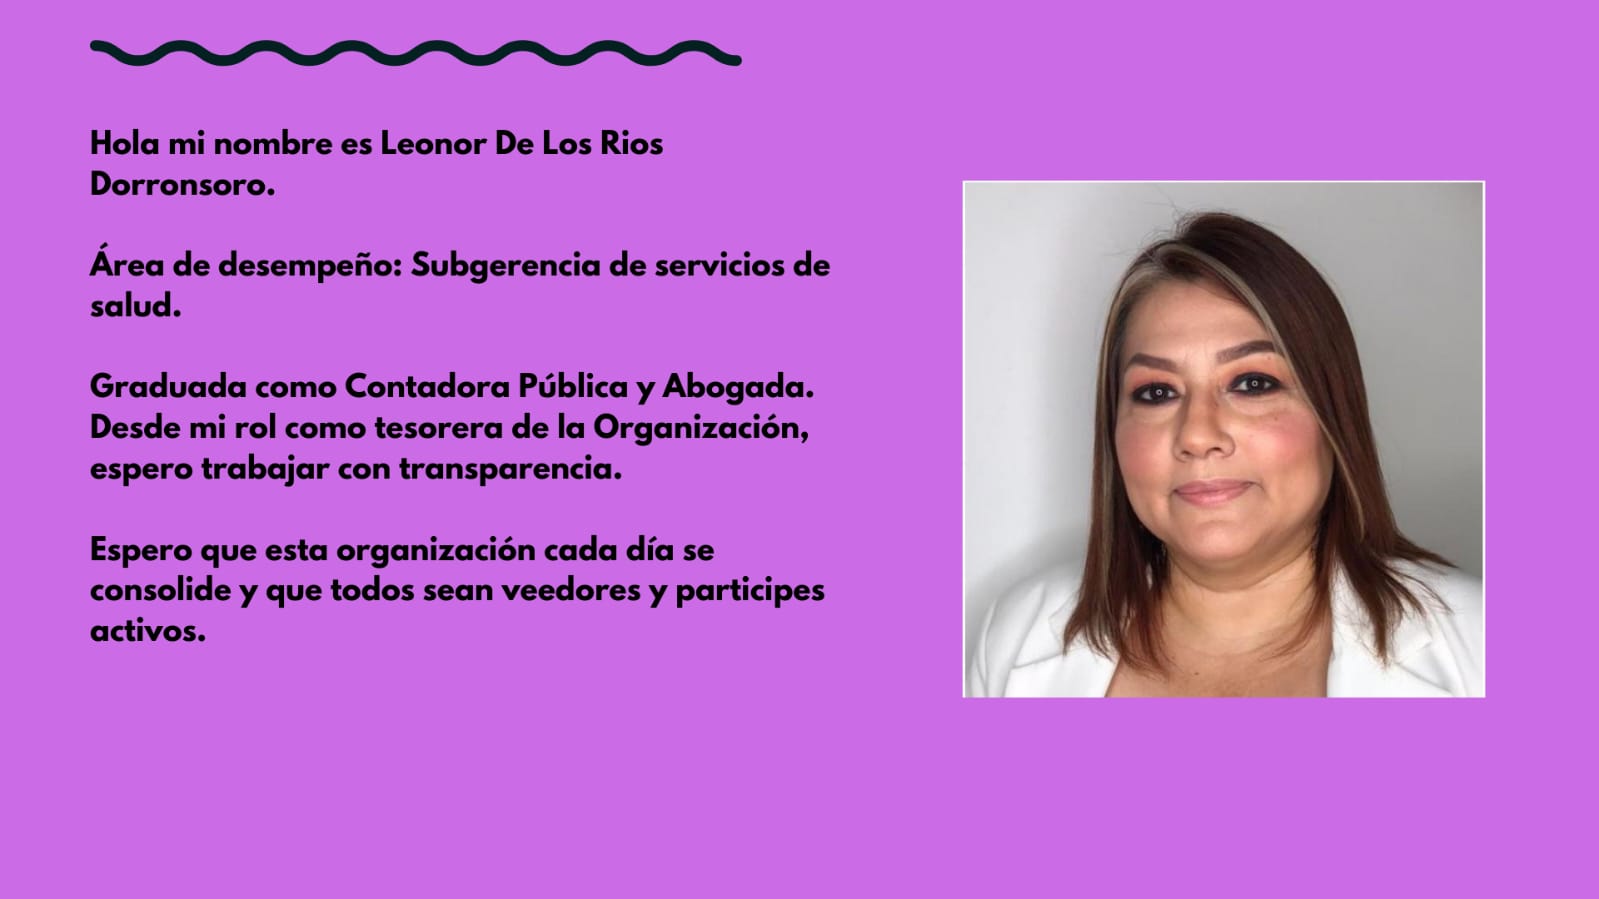 Hola mi nombre es Leonor De Los Rios
Dorronsoro.
Área de desempeño: Subgerencia de servicios de
salud.
Graduada como Contadora Pública y Abogada.
Desde mi rol como tesorera de la Organización,
espero trabajar con transparencia.
Espero que esta organización cada día se
consolide y que todos sean veedores y participes
activos.